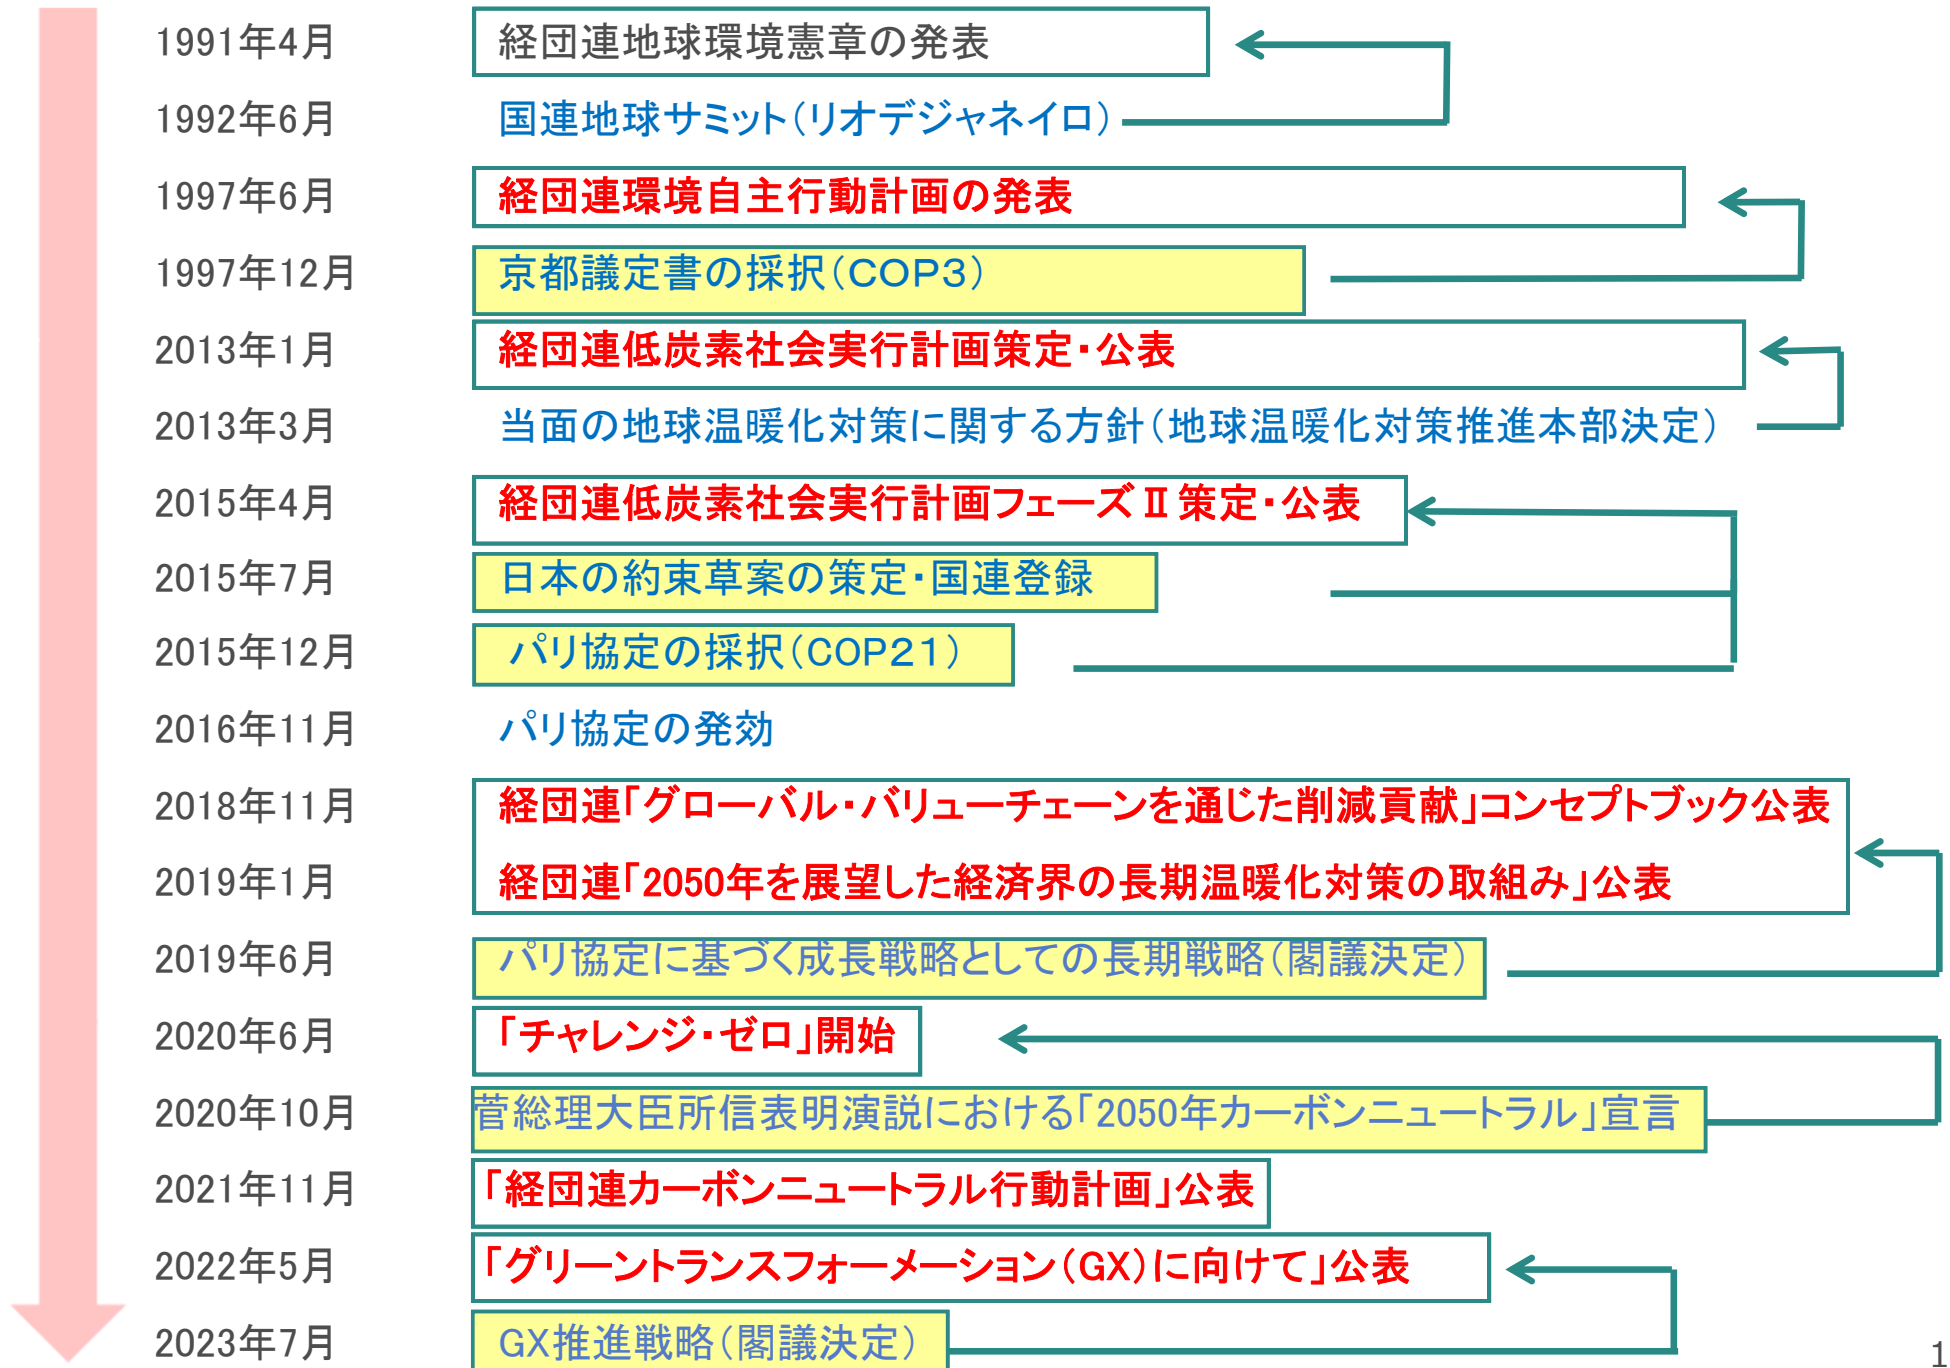 1991年4月 経団連地球環境憲章の発表
1992年6月 国連地球サミット（リオデジャネイロ）
1997年6月 経団連環境自主行動計画の発表
1997年12月 京都議定書の採択（ＣＯＰ３）
2013年1月 経団連低炭素社会実行計画策定・公表
2013年3月 当面の地球温暖化対策に関する方針（地球温暖化対策推進本部決定）
2015年4月 経団連低炭素社会実行計画フェーズⅡ策定・公表
2015年7月 日本の約束草案の策定・国連登録
2015年12月 パリ協定の採択（COP２１）
2016年11月 パリ協定の発効
2018年11月 経団連「グローバル・バリューチェーンを通じた削減貢献」コンセプトブック公表
2019年1月 経団連「2050年を展望した経済界の長期温暖化対策の取組み」公表
2019年6月 パリ協定に基づく成長戦略としての長期戦略（閣議決定）
2020年6月 「チャレンジ・ゼロ」開始
2020年10月 菅総理大臣所信表明演説における「2050年カーボンニュートラル」宣言
2021年11月 「経団連カーボンニュートラル行動計画」公表
2022年5月 「グリーントランスフォーメーション（GX）に向けて」公表
2023年7月 GX推進戦略（閣議決定）
1